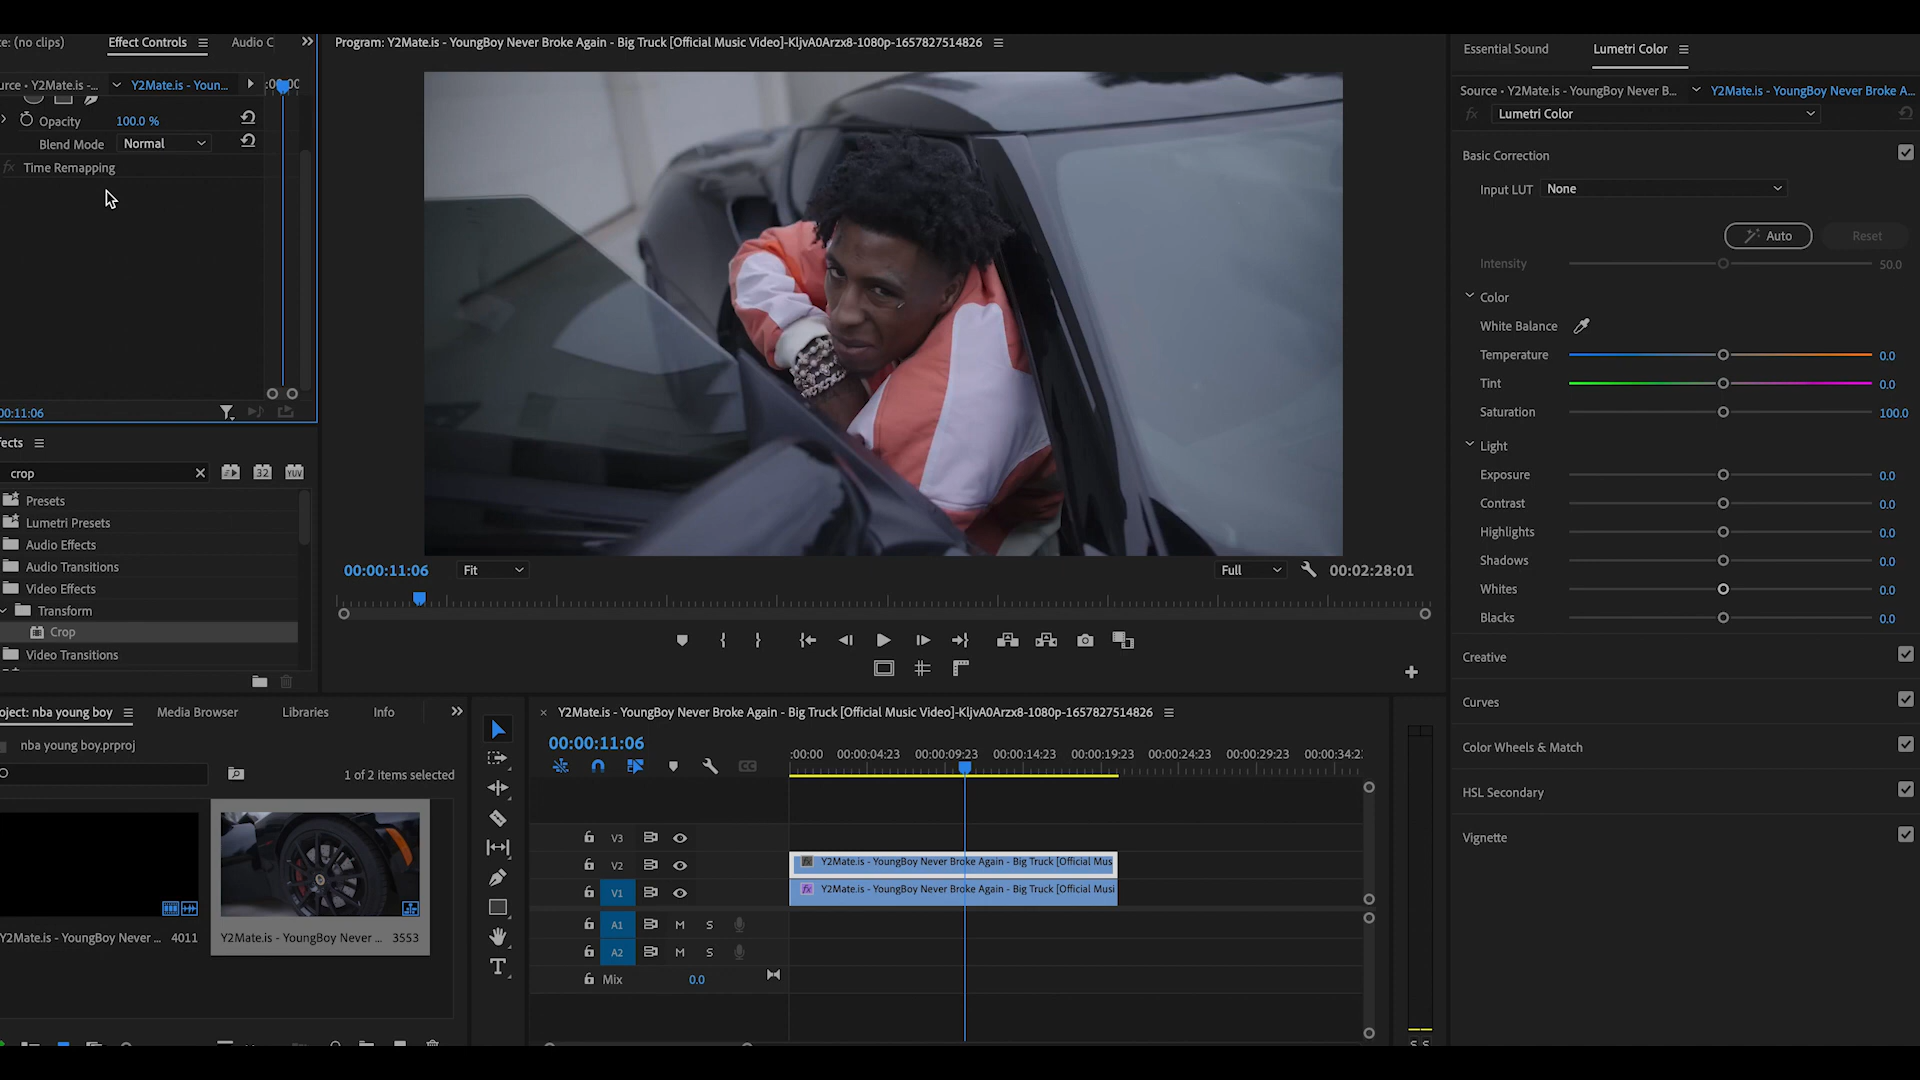 ce: (no clips)
Effect Controls
Audio C
Program: Y2Mate.is - YoungBoy Never Broke Again - Big Truck [Official Music Video]-KljvA0Arzx8-1080p-1657827514826
Essential Sound
Lumetri Color
urce • Y2Mate.is -...
Y2Mate.is - Youn...
:00:00
Source • Y2Mate.is - YoungBoy Never B...
Y2Mate.is - YoungBoy Never Broke A...
fx
Lumetri Color
Opacity
100.0 %
Blend Mode
Normal
fx
Time Remapping
Basic Correction
Input LUT
None
Auto
Reset
Intensity
50.0
Color
White Balance
Temperature
0.0
Tint
0.0
Saturation
100.0
Light
Exposure
0.0
Contrast
0.0
Highlights
0.0
Shadows
0.0
Whites
0.0
Blacks
0.0
Creative
Curves
Color Wheels & Match
HSL Secondary
Vignette
00:11:06
fects
crop
32
YUV
Presets
Lumetri Presets
Audio Effects
Audio Transitions
Video Effects
Transform
Crop
Video Transitions
00:00:11:06
Fit
Full
00:02:28:01
oject: nba young boy
Media Browser
Libraries
Info
nba young boy.prproj
1 of 2 items selected
Y2Mate.is - YoungBoy Never ...
4011
Y2Mate.is - YoungBoy Never ...
3553
Y2Mate.is - YoungBoy Never Broke Again - Big Truck [Official Music Video]-KljvA0Arzx8-1080p-1657827514826
00:00:11:06
CC
:00:00
00:00:04:23
00:00:09:23
00:00:14:23
00:00:19:23
00:00:24:23
00:00:29:23
00:00:34:2
V3
V2
fx
Y2Mate.is - YoungBoy Never Broke Again - Big Truck [Official Mus
V1
fx
Y2Mate.is - YoungBoy Never Broke Again - Big Truck [Official Musi
A1
M
S
A2
M
S
Mix
0.0
S S